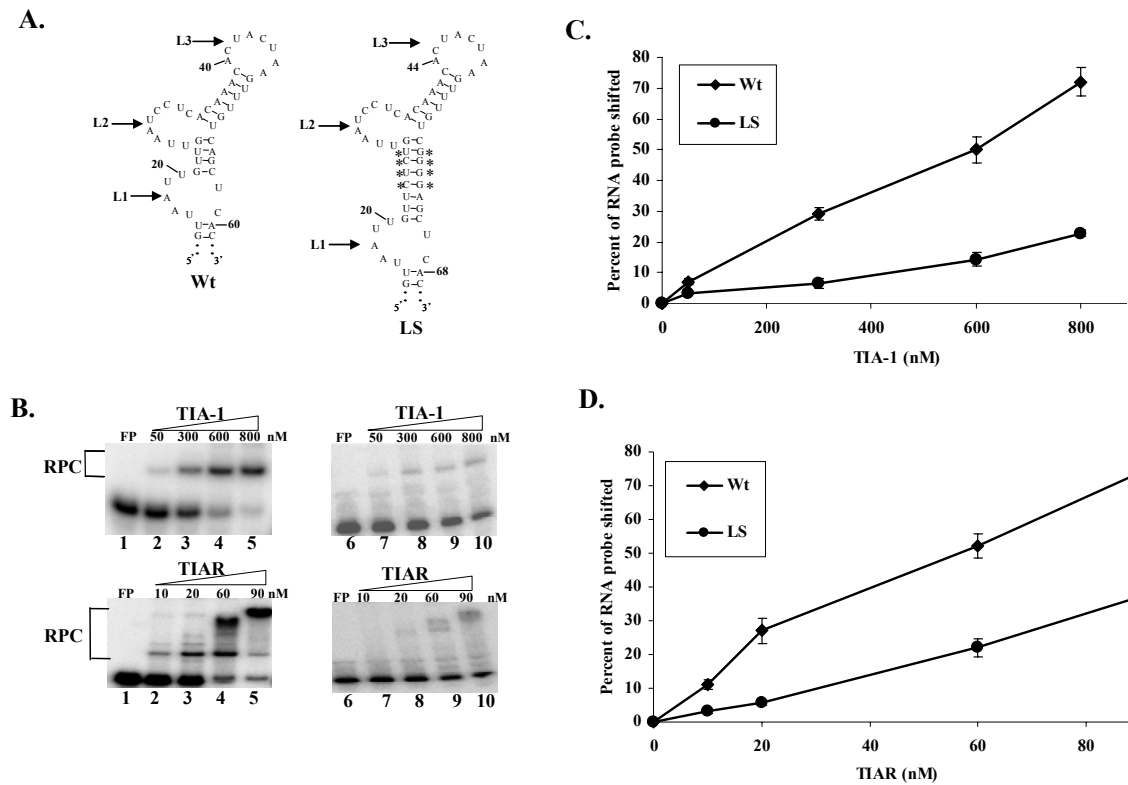 A.
L3
40
L2
20
L1
60
5' 3'
Wt
L3
44
L2
20
L1
68
5' 3'
LS
B.
TIA-1
FP 50 300 600 800 nM
RPC
1 2 3 4 5
TIA-1
FP 50 300 600 800 nM
6 7 8 9 10
TIAR
FP 10 20 60 90 nM
RPC
1 2 3 4 5
TIAR
FP 10 20 60 90 nM
6 7 8 9 10
C.
Percent of RNA probe shifted
80
70
60
50
40
30
20
10
0
Wt
LS
0 200 400 600 800
TIA-1 (nM)
D.
Percent of RNA probe shifted
80
70
60
50
40
30
20
10
0
Wt
LS
0 20 40 60 80
TIAR (nM)